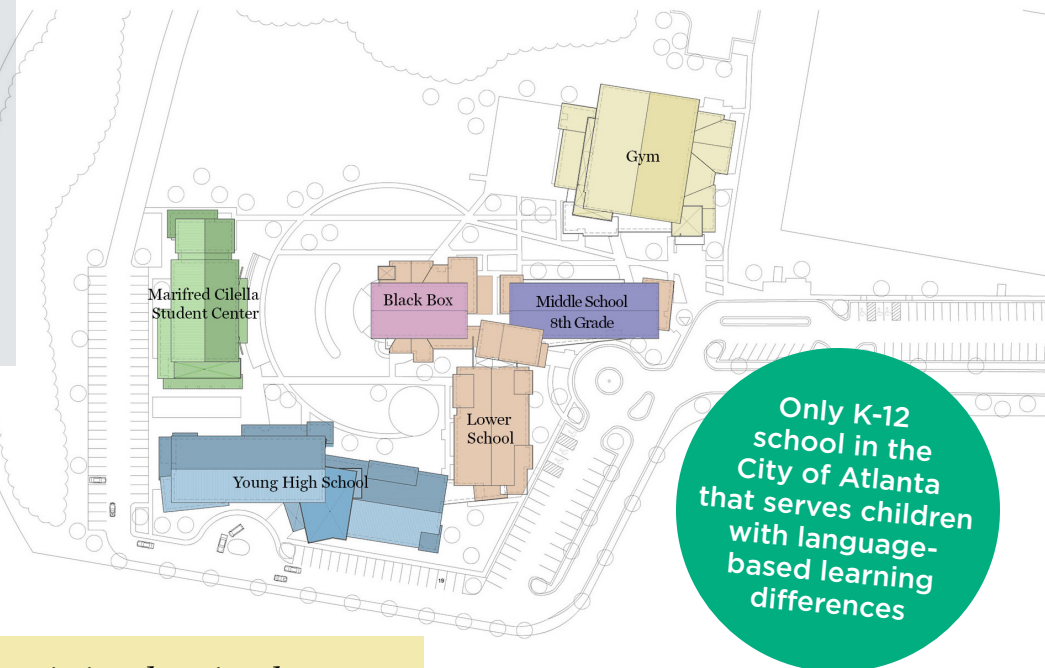 Gym
Marifred Cilella
Student Center
Black Box
Middle School
8th Grade
Lower
School
Young High School
19
Only K-12
school in the
City of Atlanta
that serves children
with language-
based learning
differences